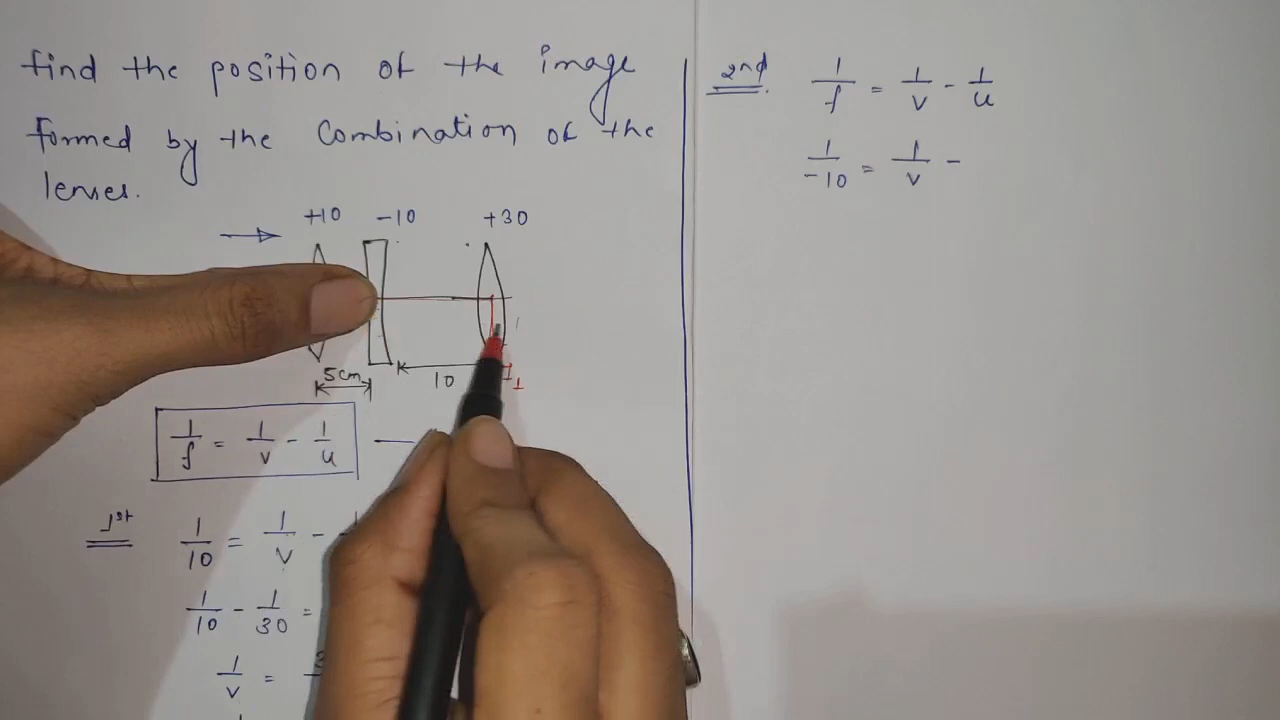 find the position of the image
formed by the Combination of the
lenses.
+10 -10 +30
5cm 10
1/f = 1/v - 1/u
1st 1/10 = 1/v -
1/10 - 1/30 =
1/v =
2nd. 1/f = 1/v - 1/u
1/-10 = 1/v -